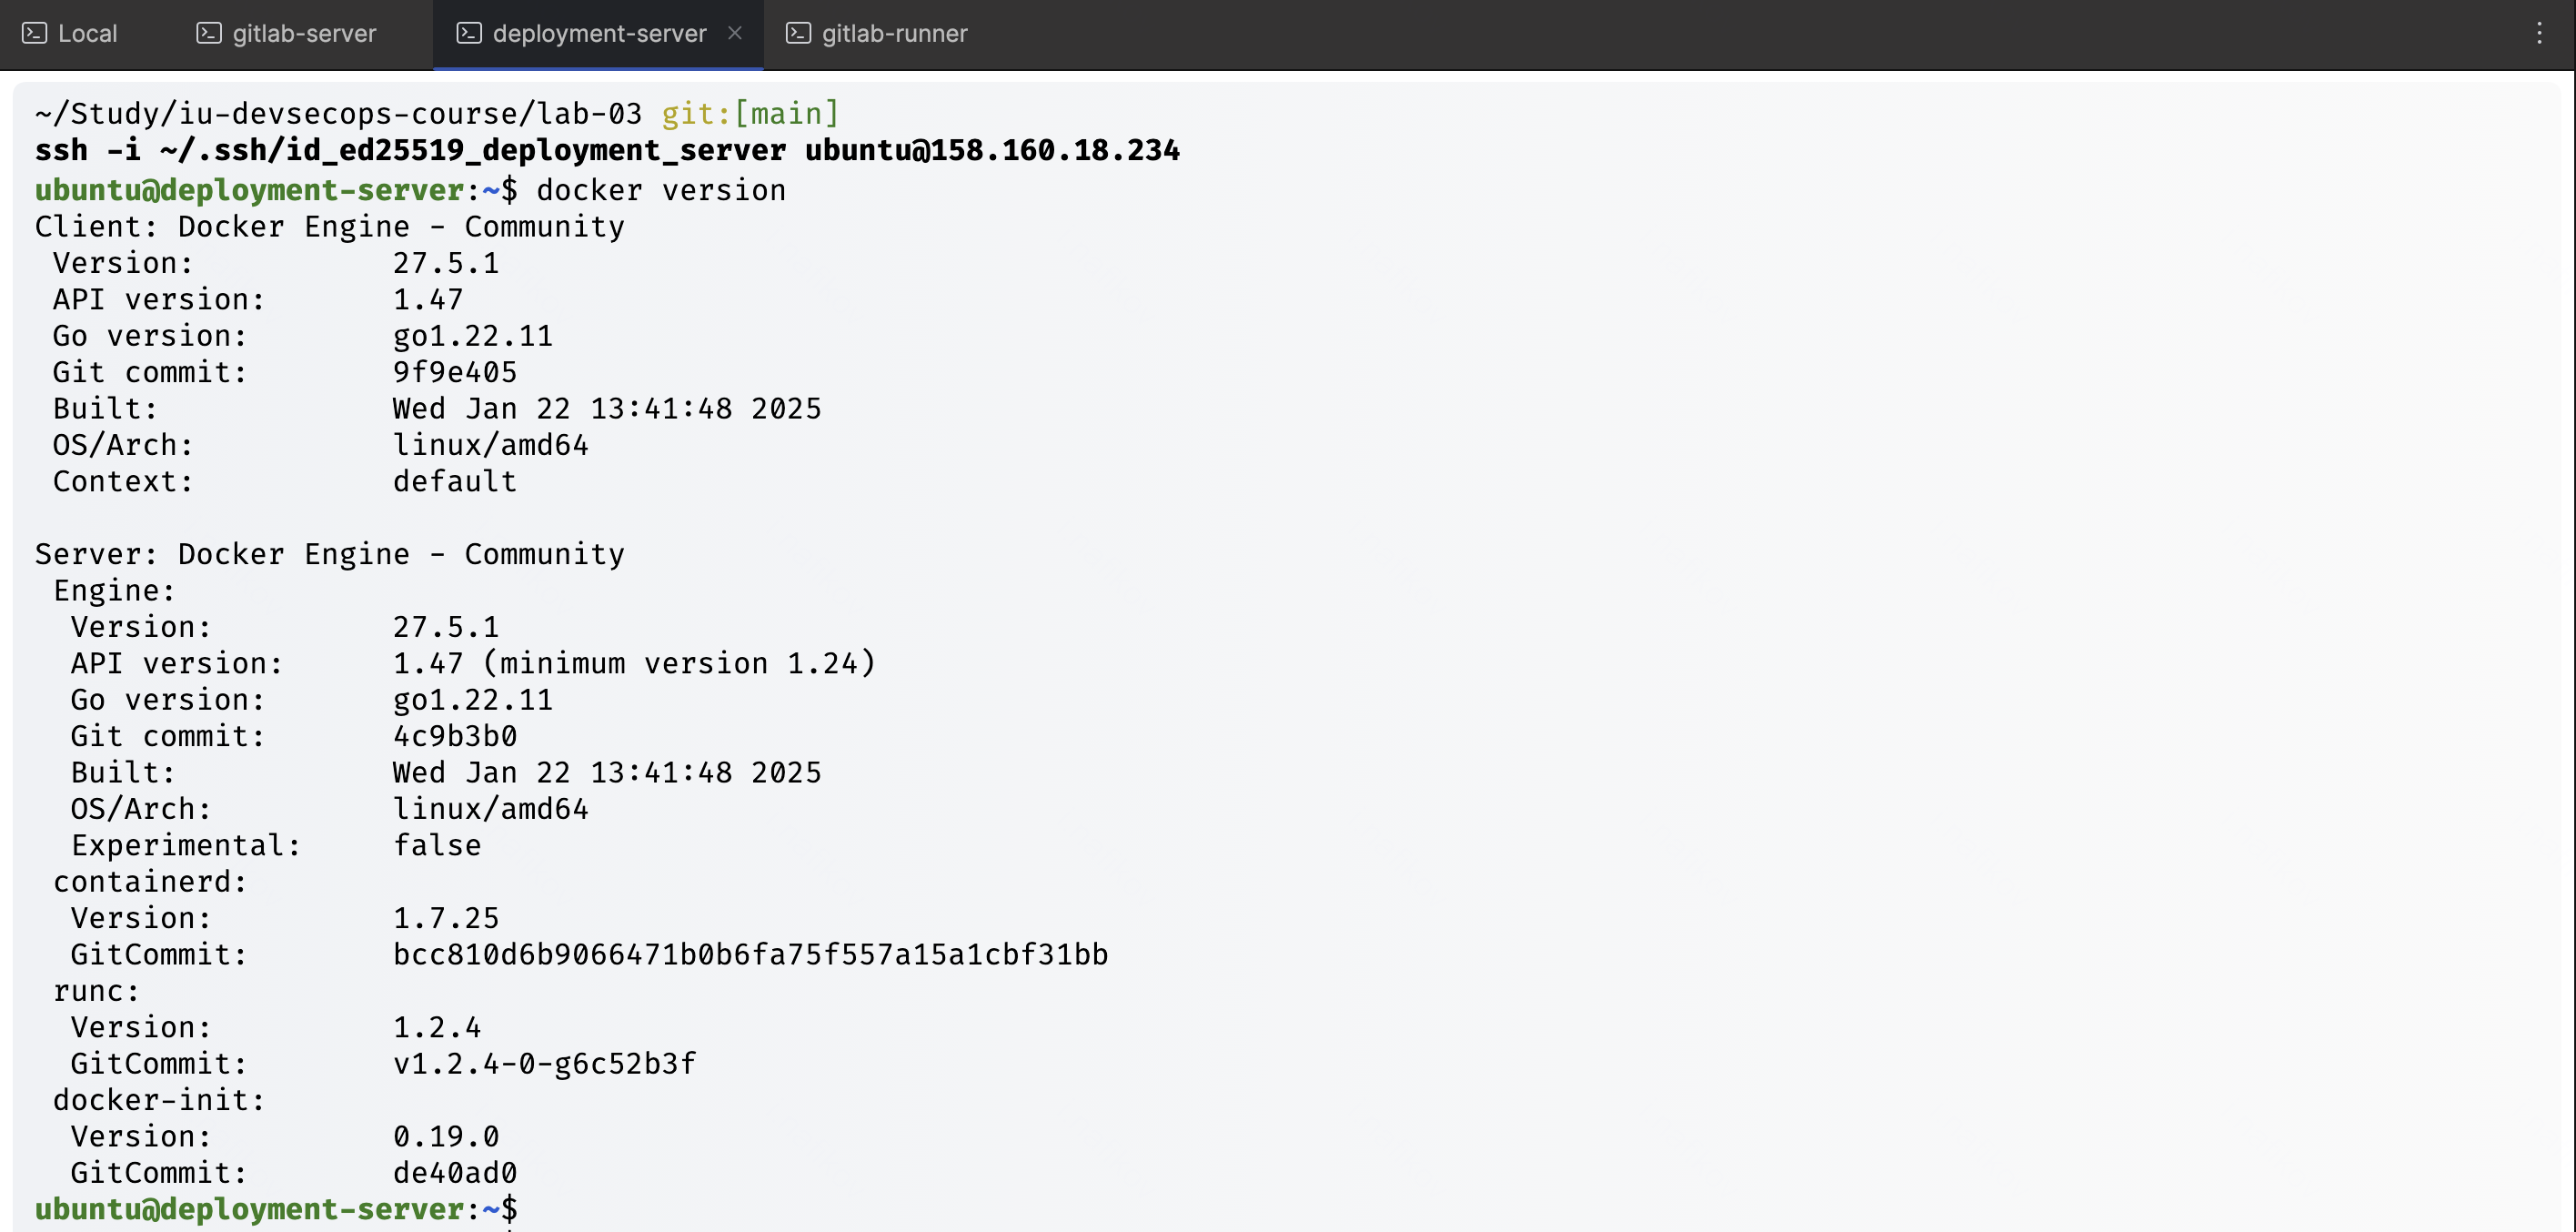 Local gitlab-server deployment-server gitlab-runner
~/Study/iu-devsecops-course/lab-03 git:[main]
ssh -i ~/.ssh/id_ed25519_deployment_server ubuntu@158.160.18.234
ubuntu@deployment-server:~$ docker version
Client: Docker Engine - Community
 Version:           27.5.1
 API version:       1.47
 Go version:        go1.22.11
 Git commit:        9f9e405
 Built:             Wed Jan 22 13:41:48 2025
 OS/Arch:           linux/amd64
 Context:           default

Server: Docker Engine - Community
 Engine:
  Version:          27.5.1
  API version:      1.47 (minimum version 1.24)
  Go version:       go1.22.11
  Git commit:       4c9b3b0
  Built:            Wed Jan 22 13:41:48 2025
  OS/Arch:          linux/amd64
  Experimental:     false
 containerd:
  Version:          1.7.25
  GitCommit:        bcc810d6b9066471b0b6fa75f557a15a1cbf31bb
 runc:
  Version:          1.2.4
  GitCommit:        v1.2.4-0-g6c52b3f
 docker-init:
  Version:          0.19.0
  GitCommit:        de40ad0
ubuntu@deployment-server:~$